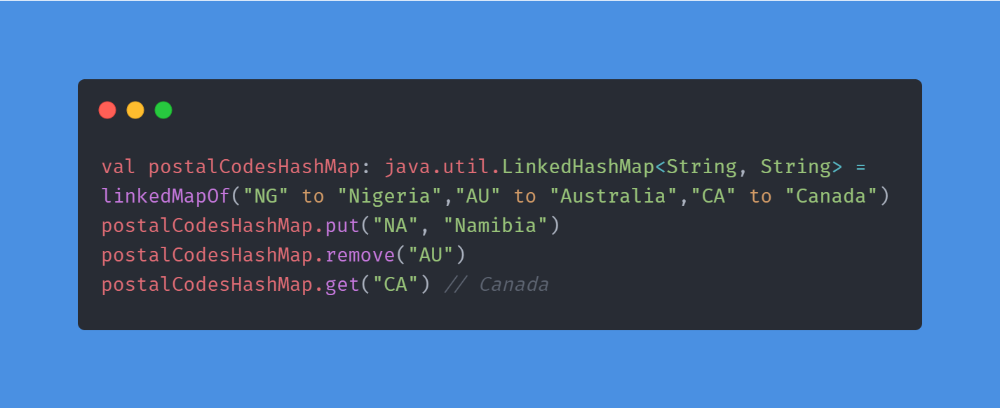 val postalCodesHashMap: java.util.LinkedHashMap<String, String> =
linkedMapOf("NG" to "Nigeria","AU" to "Australia","CA" to "Canada")
postalCodesHashMap.put("NA", "Namibia")
postalCodesHashMap.remove("AU")
postalCodesHashMap.get("CA") // Canada